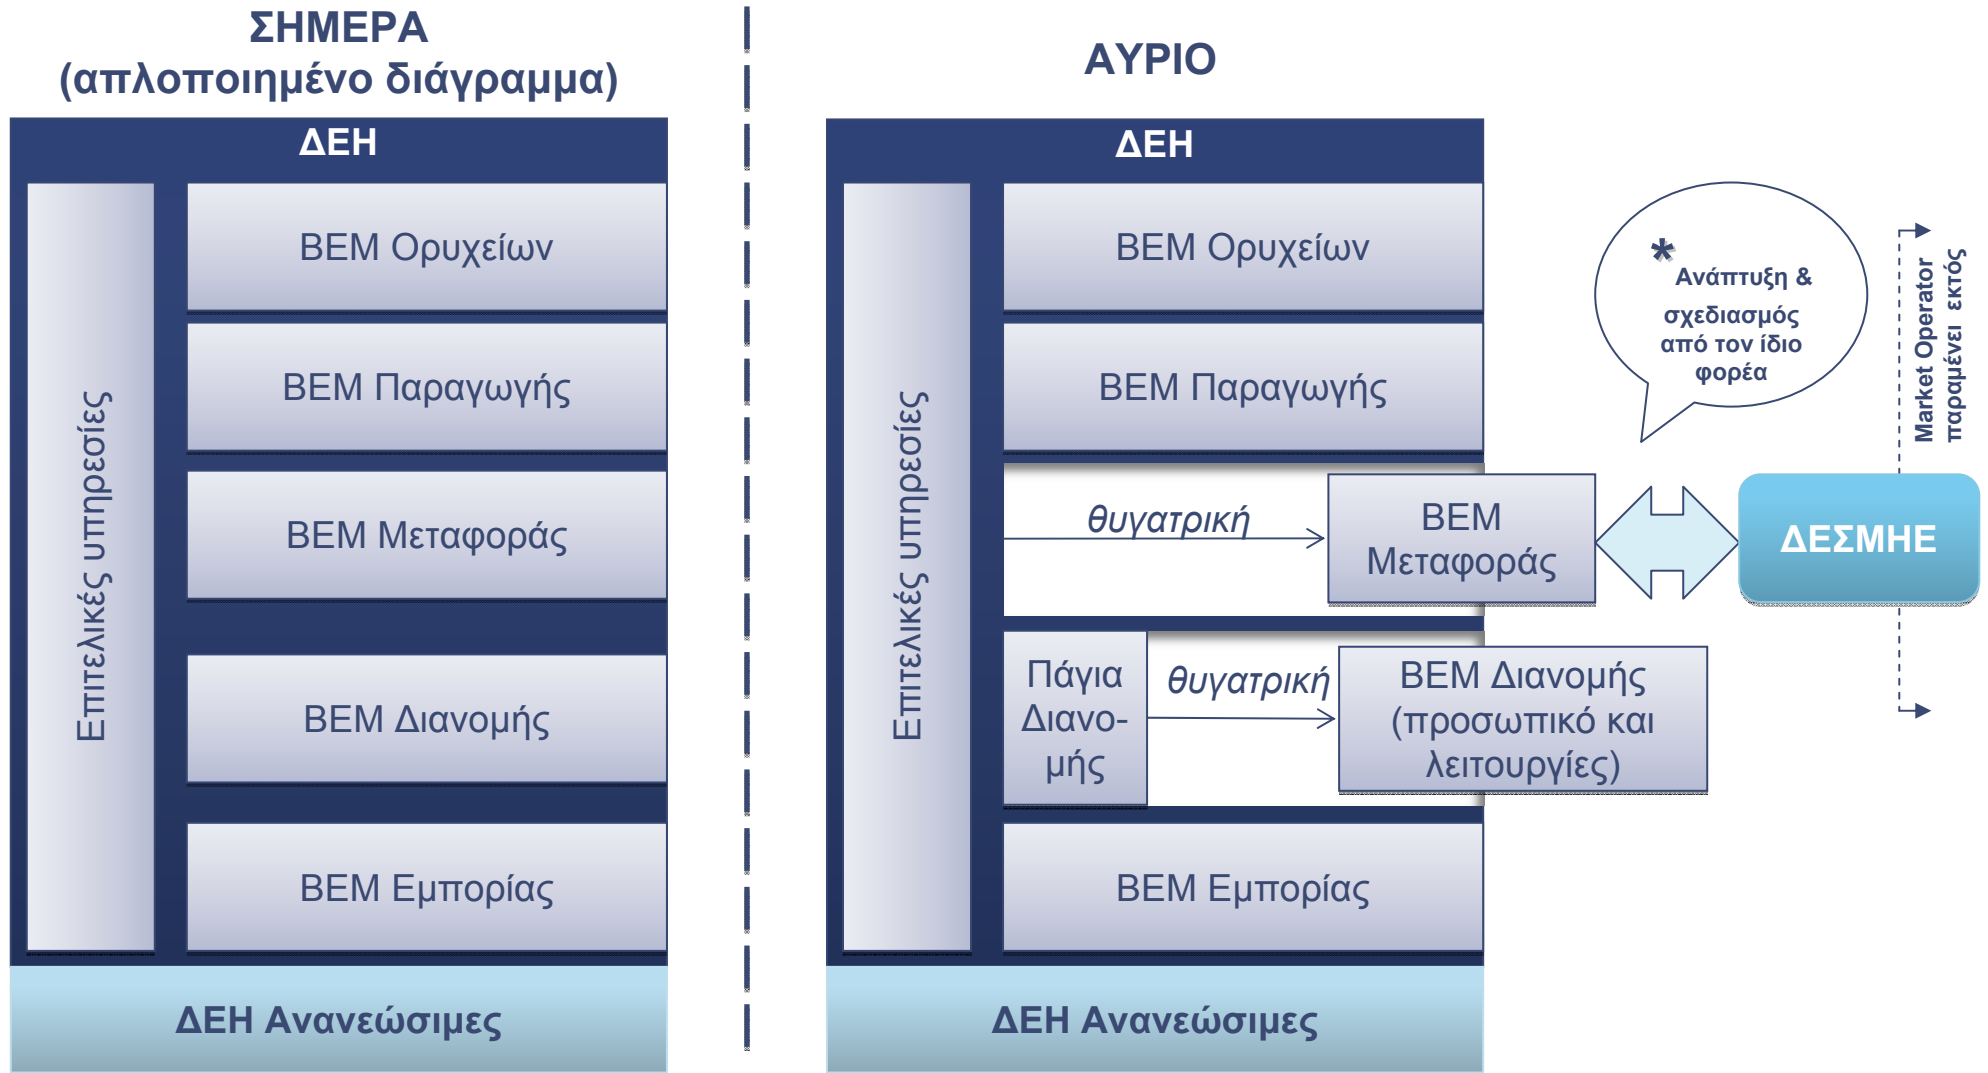 ΣΗΜΕΡΑ
(απλοποιημένο διάγραμμα)
ΔΕΗ
Επιτελικές υπηρεσίες
ΒΕΜ Ορυχείων
ΒΕΜ Παραγωγής
ΒΕΜ Μεταφοράς
ΒΕΜ Διανομής
ΒΕΜ Εμπορίας
ΔΕΗ Ανανεώσιμες
ΑΥΡΙΟ
ΔΕΗ
Επιτελικές υπηρεσίες
ΒΕΜ Ορυχείων
ΒΕΜ Παραγωγής
θυγατρική
ΒΕΜ
Μεταφοράς
Πάγια
Διανο-
μής
θυγατρική
ΒΕΜ Διανομής
(προσωπικό και
λειτουργίες)
ΒΕΜ Εμπορίας
ΔΕΗ Ανανεώσιμες
*Ανάπτυξη &
σχεδιασμός
από τον ίδιο
φορέα
Market Operator
παραμένει εκτός
ΔΕΣΜΗΕ